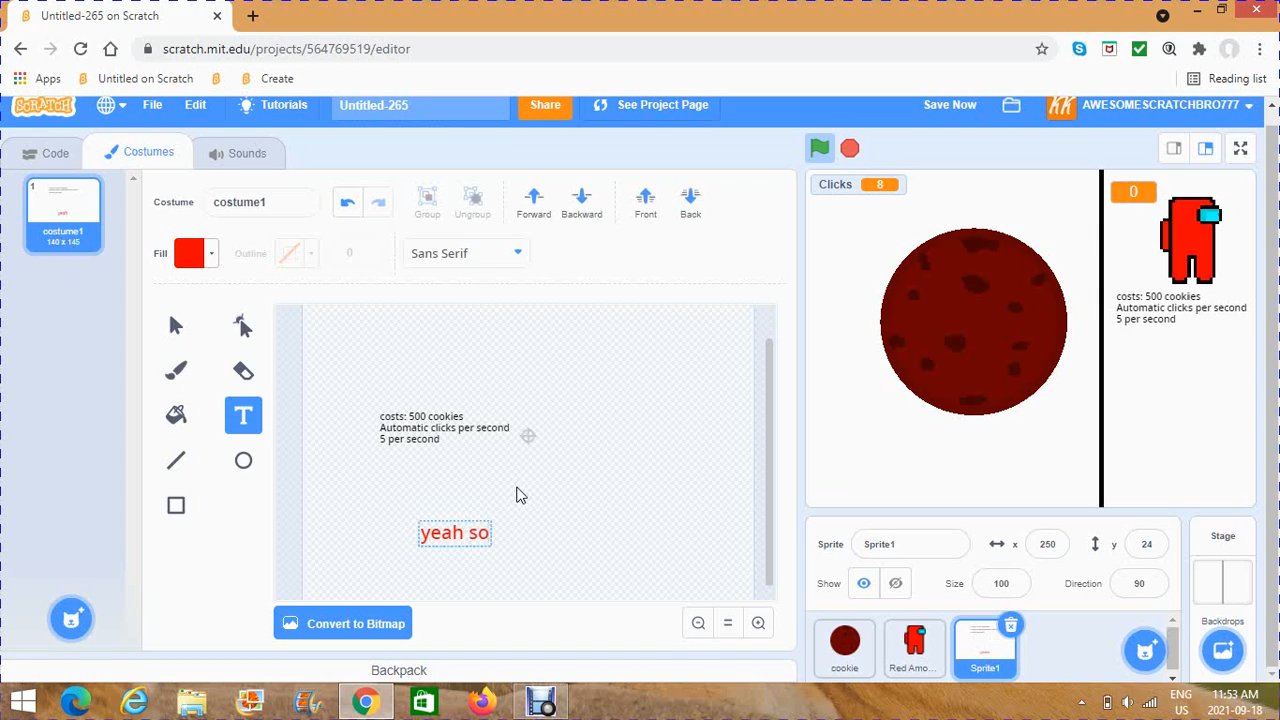 Untitled-265 on Scratch
scratch.mit.edu/projects/564769519/editor
Apps
Untitled on Scratch
Create
Reading list
SCRATCH
File
Edit
Tutorials
Untitled-265
Share
See Project Page
Save Now
AWESOMESCRATCHBRO777
Code
Costumes
Sounds
1
costume1
140 x 145
Costume
costume1
Group
Ungroup
Forward
Backward
Front
Back
Fill
Outline
0
Sans Serif
T
costs: 500 cookies
Automatic clicks per second
5 per second
yeah so
Convert to Bitmap
Backpack
Clicks 8
0
costs: 500 cookies
Automatic clicks per second
5 per second
Sprite
Sprite1
x 250
y 24
Show
Size 100
Direction 90
cookie
Red Amo...
Sprite1
Stage
Backdrops
ENG
US
11:53 AM
2021-09-18